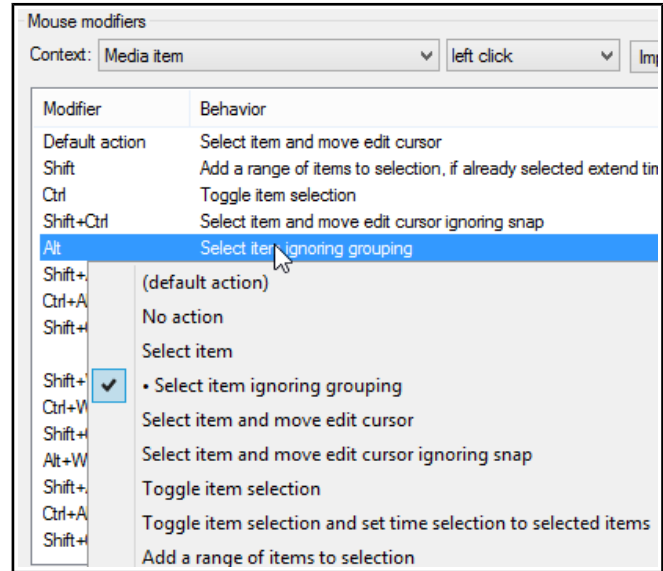 Mouse modifiers
Context: Media item left click
Modifier Behavior
Default action Select item and move edit cursor
Shift Add a range of items to selection, if already selected extend
Ctrl Toggle item selection
Shift+Ctrl Select item and move edit cursor ignoring snap
Alt Select item ignoring grouping
(default action)
No action
Select item
• Select item ignoring grouping
Select item and move edit cursor
Select item and move edit cursor ignoring snap
Toggle item selection
Toggle item selection and set time selection to selected items
Add a range of items to selection